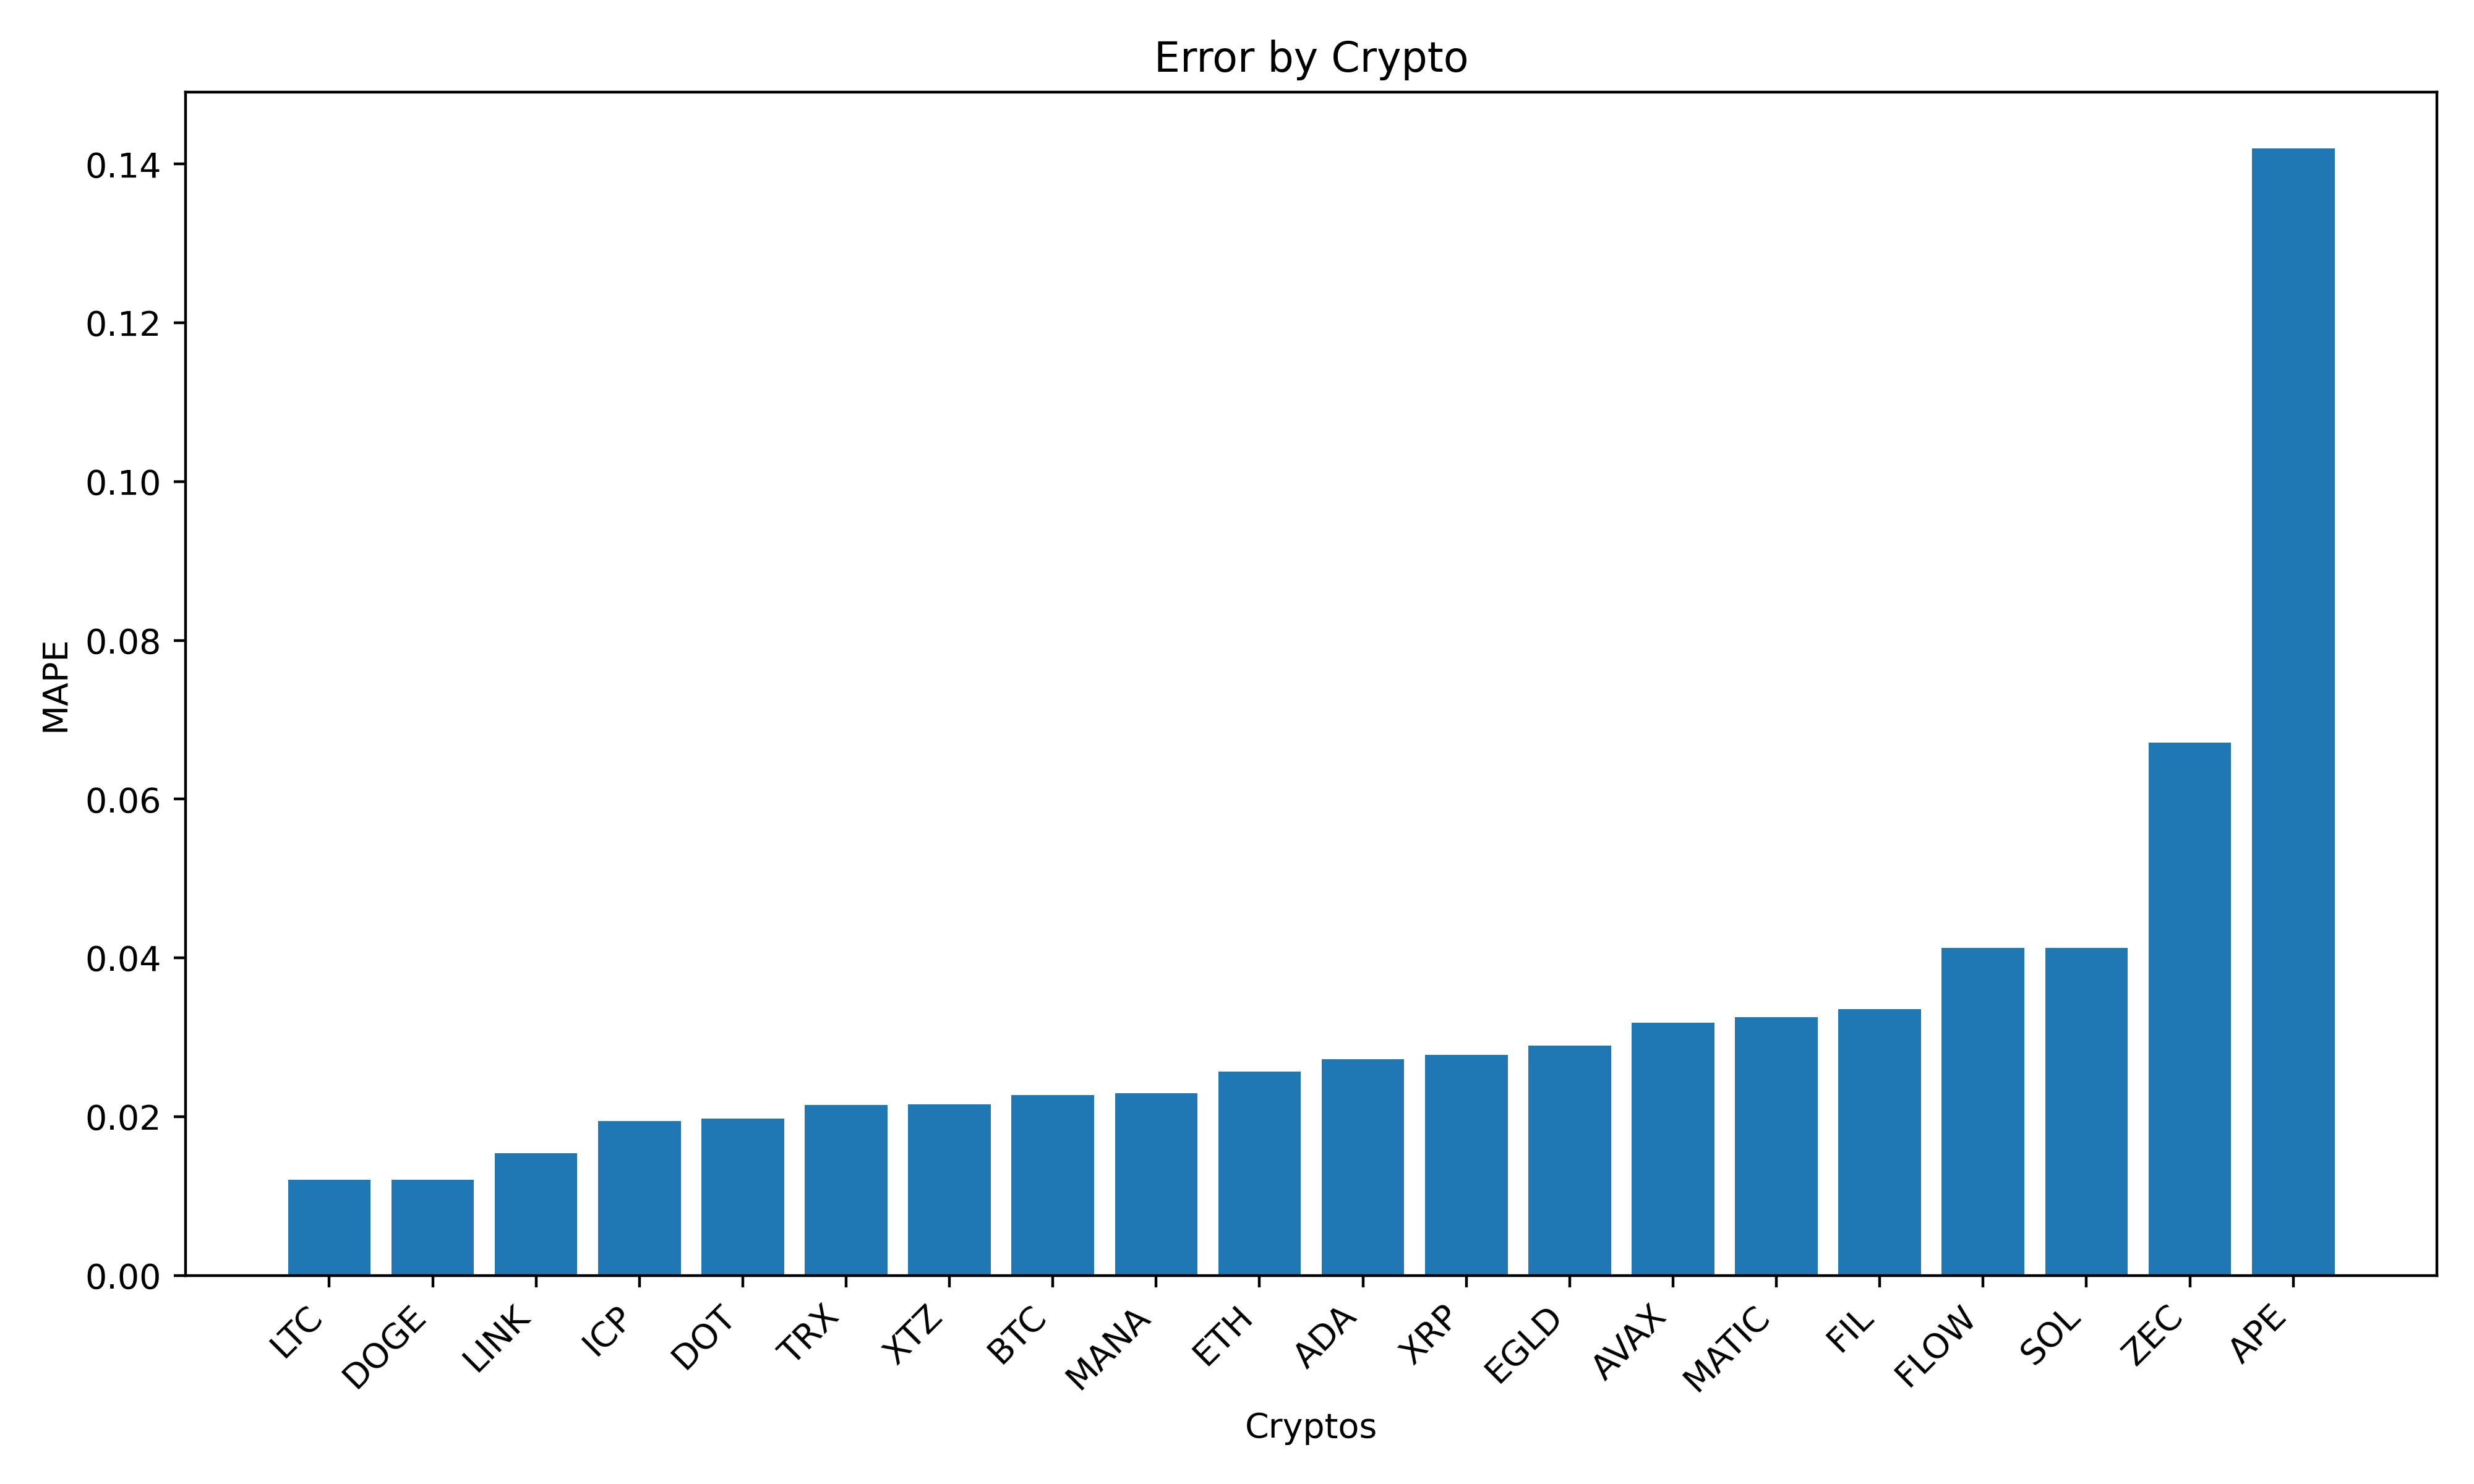 Error by Crypto
MAPE
0.14
0.12
0.10
0.08
0.06
0.04
0.02
0.00
LTC
DOGE
LINK
ICP
DOT
TRX
XTZ
BTC
MANA
ETH
ADA
XRP
EGLD
AVAX
MATIC
FIL
FLOW
SOL
ZEC
APE
Cryptos